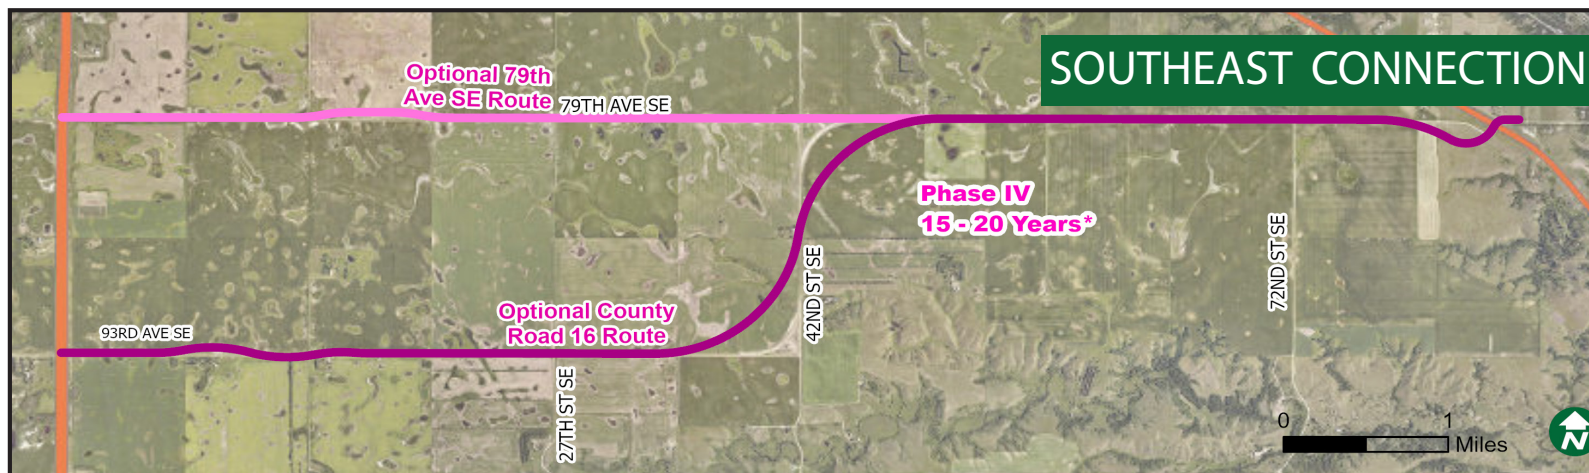 SOUTHEAST CONNECTION
Optional 79th
Ave SE Route
79TH AVE SE
Phase IV
15 - 20 Years*
Optional County
Road 16 Route
93RD AVE SE
42ND ST SE
72ND ST SE
27TH ST SE
0 1
Miles
N